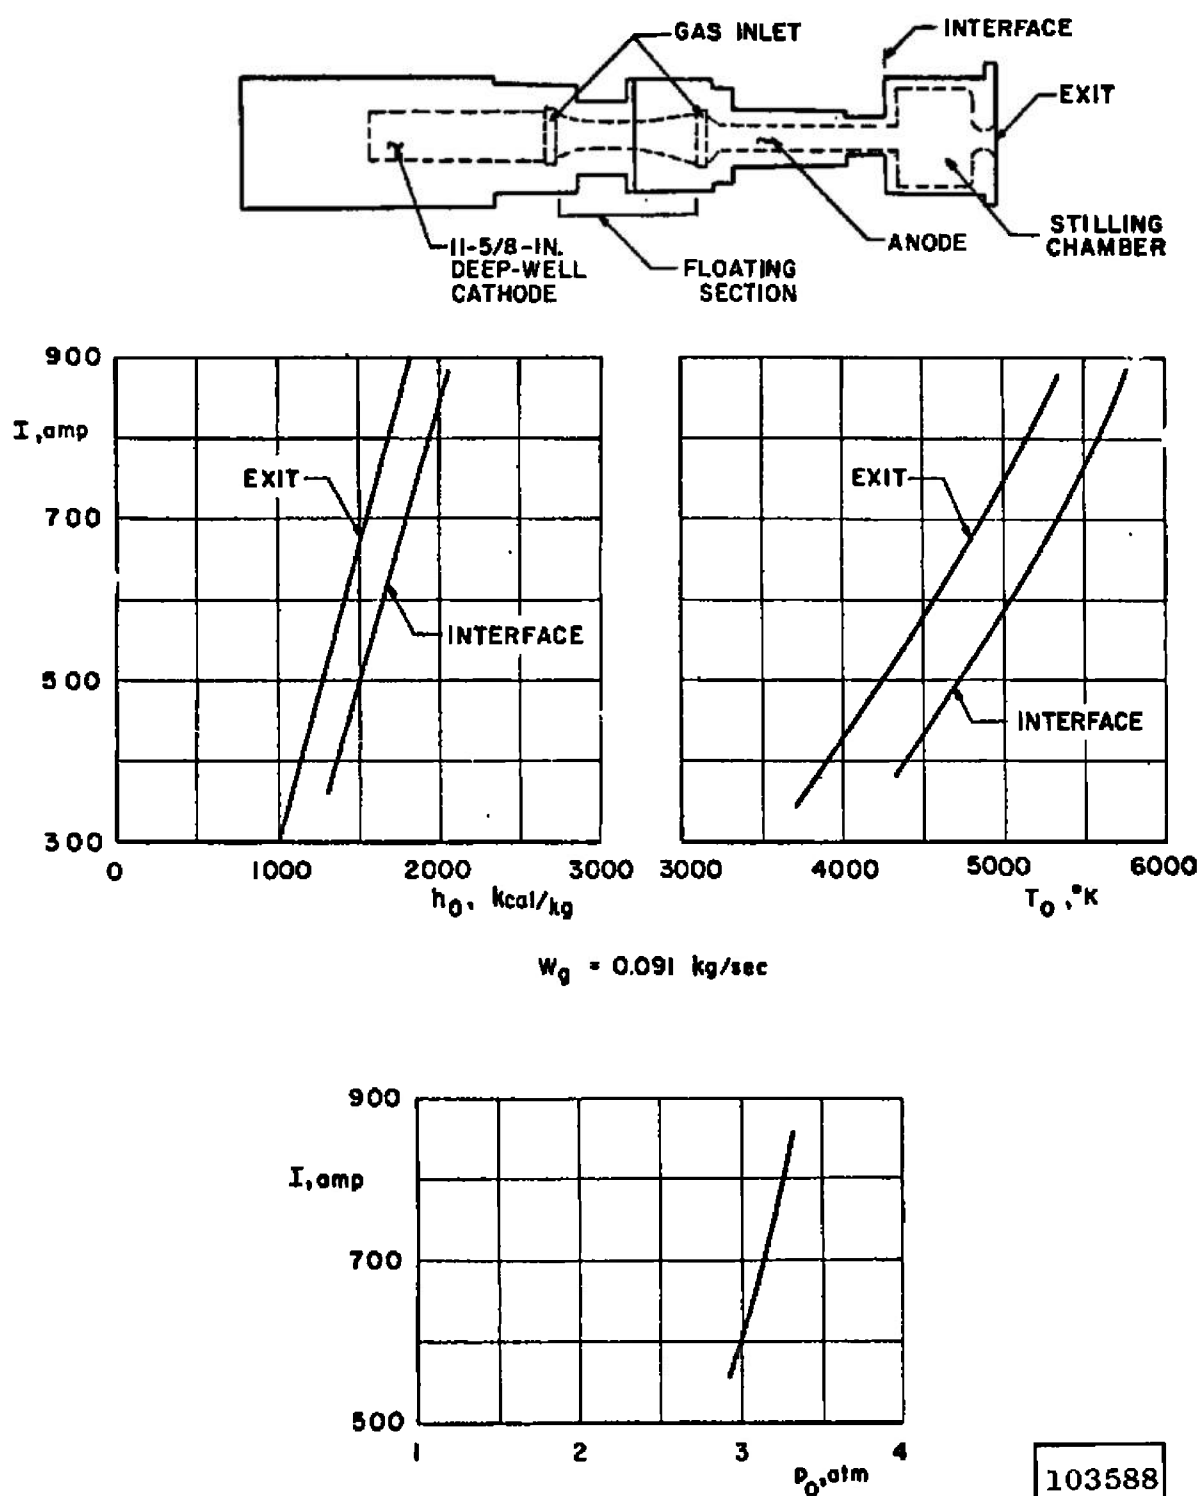 GAS INLET
INTERFACE
EXIT
11-5/8-IN.
DEEP-WELL
CATHODE
FLOATING
SECTION
ANODE
STILLING
CHAMBER
900
I,amp
700
500
300
EXIT
INTERFACE
0 1000 2000 3000
h₀, kcal/kg
EXIT
INTERFACE
3000 4000 5000 6000
T₀,°K
Wg = 0.091 kg/sec
900
I,amp
700
500
1 2 3 4
p₀,atm
103588